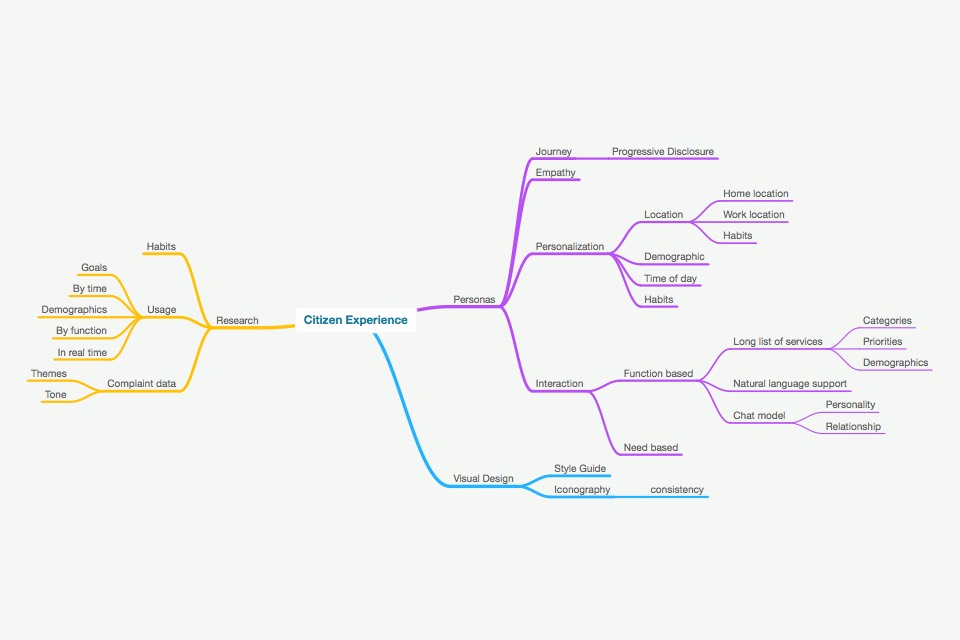 Citizen Experience
Research
Habits
Usage
Goals
By time
Demographics
By function
In real time
Complaint data
Themes
Tone
Personas
Journey
Progressive Disclosure
Empathy
Personalization
Location
Home location
Work location
Habits
Demographic
Time of day
Habits
Interaction
Function based
Long list of services
Categories
Priorities
Demographics
Natural language support
Chat model
Personality
Relationship
Need based
Visual Design
Style Guide
Iconography
consistency